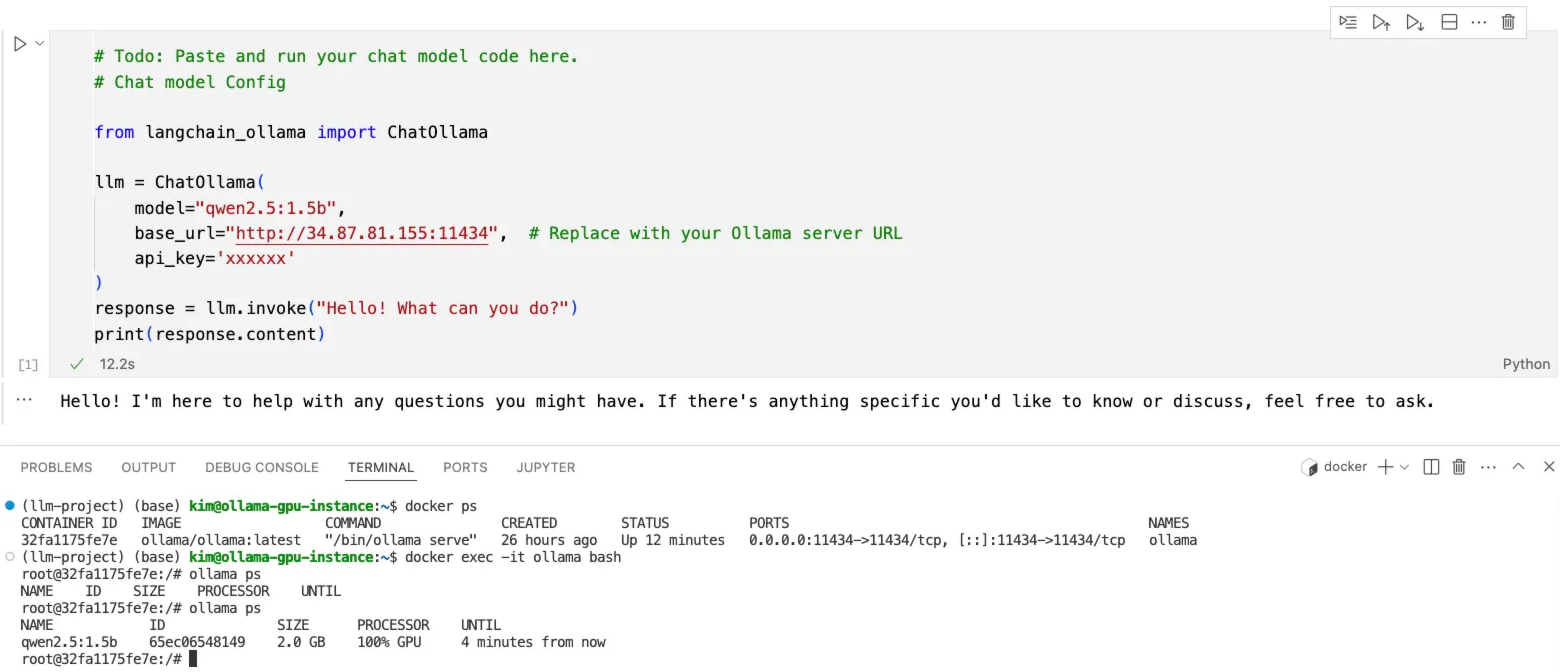 # Todo: Paste and run your chat model code here.
# Chat model Config
from langchain_ollama import ChatOllama
llm = ChatOllama(
model="qwen2.5:1.5b",
base_url="http://34.87.81.155:11434",  # Replace with your Ollama server URL
api_key='xxxxxx'
)
response = llm.invoke("Hello! What can you do?")
print(response.content)
[1] 12.2s Python
Hello! I'm here to help with any questions you might have. If there's anything specific you'd like to know or discuss, feel free to ask.
PROBLEMS OUTPUT DEBUG CONSOLE TERMINAL PORTS JUPYTER docker
(llm-project) (base) kim@ollama-gpu-instance:~$ docker ps
CONTAINER ID IMAGE COMMAND CREATED STATUS PORTS NAMES
32fa1175fe7e ollama/ollama:latest "/bin/ollama serve" 26 hours ago Up 12 minutes 0.0.0.0:11434->11434/tcp, [::]:11434->11434/tcp ollama
(llm-project) (base) kim@ollama-gpu-instance:~$ docker exec -it ollama bash
root@32fa1175fe7e:/# ollama ps
NAME ID SIZE PROCESSOR UNTIL
root@32fa1175fe7e:/# ollama ps
NAME ID SIZE PROCESSOR UNTIL
qwen2.5:1.5b 65ec06548149 2.0 GB 100% GPU 4 minutes from now
root@32fa1175fe7e:/#